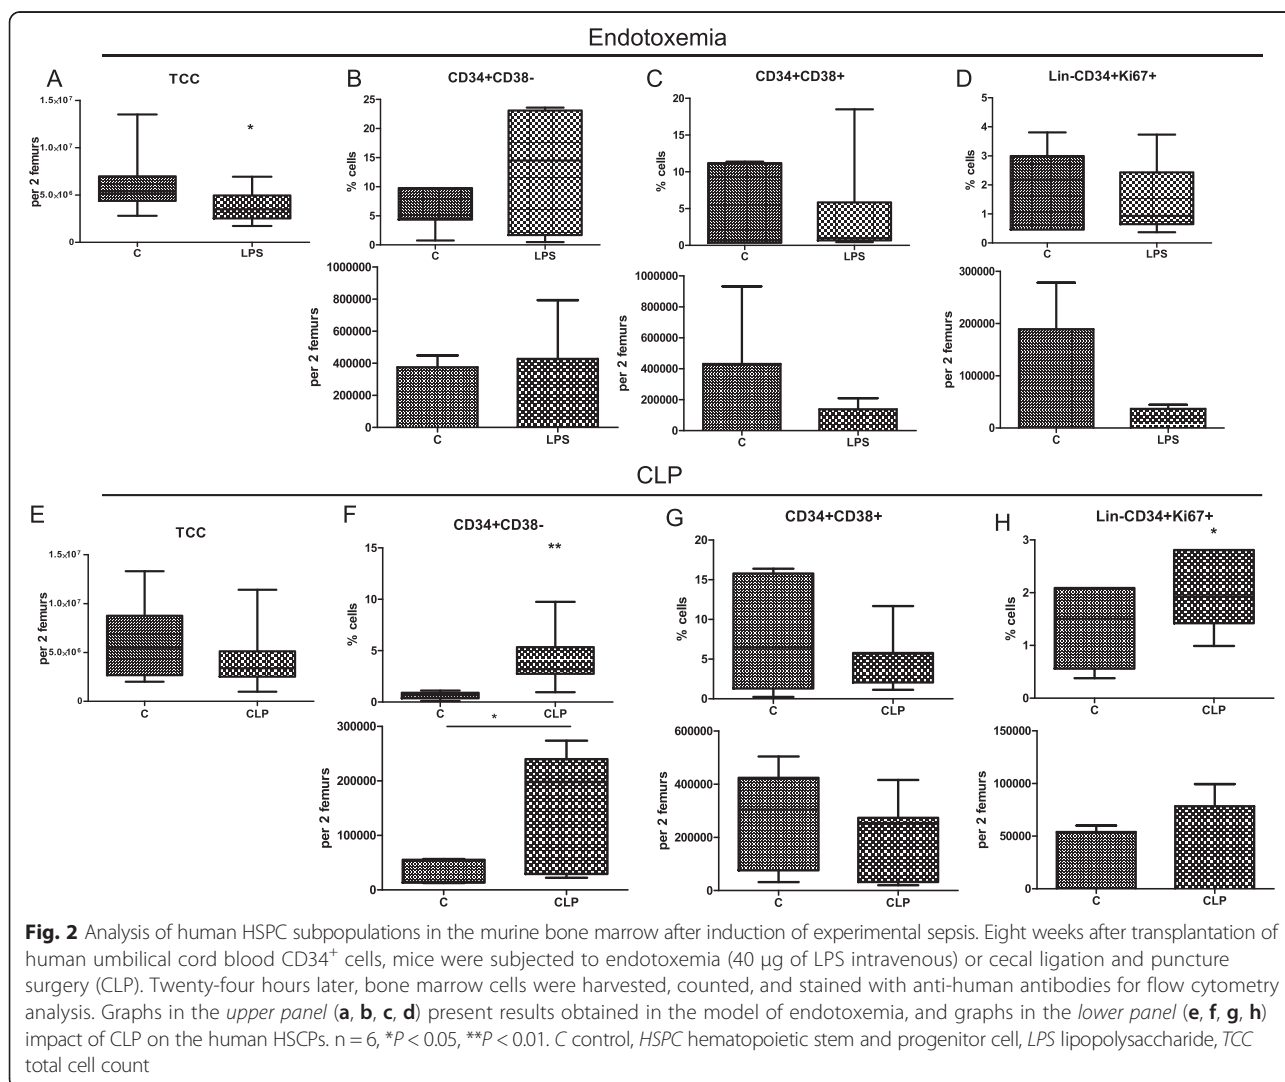 Endotoxemia
A
TCC
per 2 femurs
1.5×10⁷
1.0×10⁷
5.0×10⁶
0
*
C
LPS
B
CD34+CD38-
% cells
25
20
15
10
5
0
C
LPS
per 2 femurs
1000000
800000
600000
400000
200000
0
C
LPS
C
CD34+CD38+
% cells
20
15
10
5
0
C
LPS
per 2 femurs
1000000
800000
600000
400000
200000
0
C
LPS
D
Lin-CD34+Ki67+
% cells
5
4
3
2
1
0
C
LPS
per 2 femurs
300000
200000
100000
0
C
LPS
CLP
E
TCC
per 2 femurs
1.5×10⁷
1.0×10⁷
5.0×10⁶
0
C
CLP
F
CD34+CD38-
% cells
15
10
5
0
**
C
CLP
per 2 femurs
300000
200000
100000
0
*
C
CLP
G
CD34+CD38+
% cells
20
15
10
5
0
C
CLP
per 2 femurs
600000
400000
200000
0
C
CLP
H
Lin-CD34+Ki67+
% cells
3
2
1
0
*
C
CLP
per 2 femurs
150000
100000
50000
0
C
CLP
Fig. 2 Analysis of human HSPC subpopulations in the murine bone marrow after induction of experimental sepsis. Eight weeks after transplantation of
human umbilical cord blood CD34⁺ cells, mice were subjected to endotoxemia (40 μg of LPS intravenous) or cecal ligation and puncture
surgery (CLP). Twenty-four hours later, bone marrow cells were harvested, counted, and stained with anti-human antibodies for flow cytometry
analysis. Graphs in the upper panel (a, b, c, d) present results obtained in the model of endotoxemia, and graphs in the lower panel (e, f, g, h)
impact of CLP on the human HSCPs. n = 6, *P < 0.05, **P < 0.01. C control, HSPC hematopoietic stem and progenitor cell, LPS lipopolysaccharide, TCC
total cell count